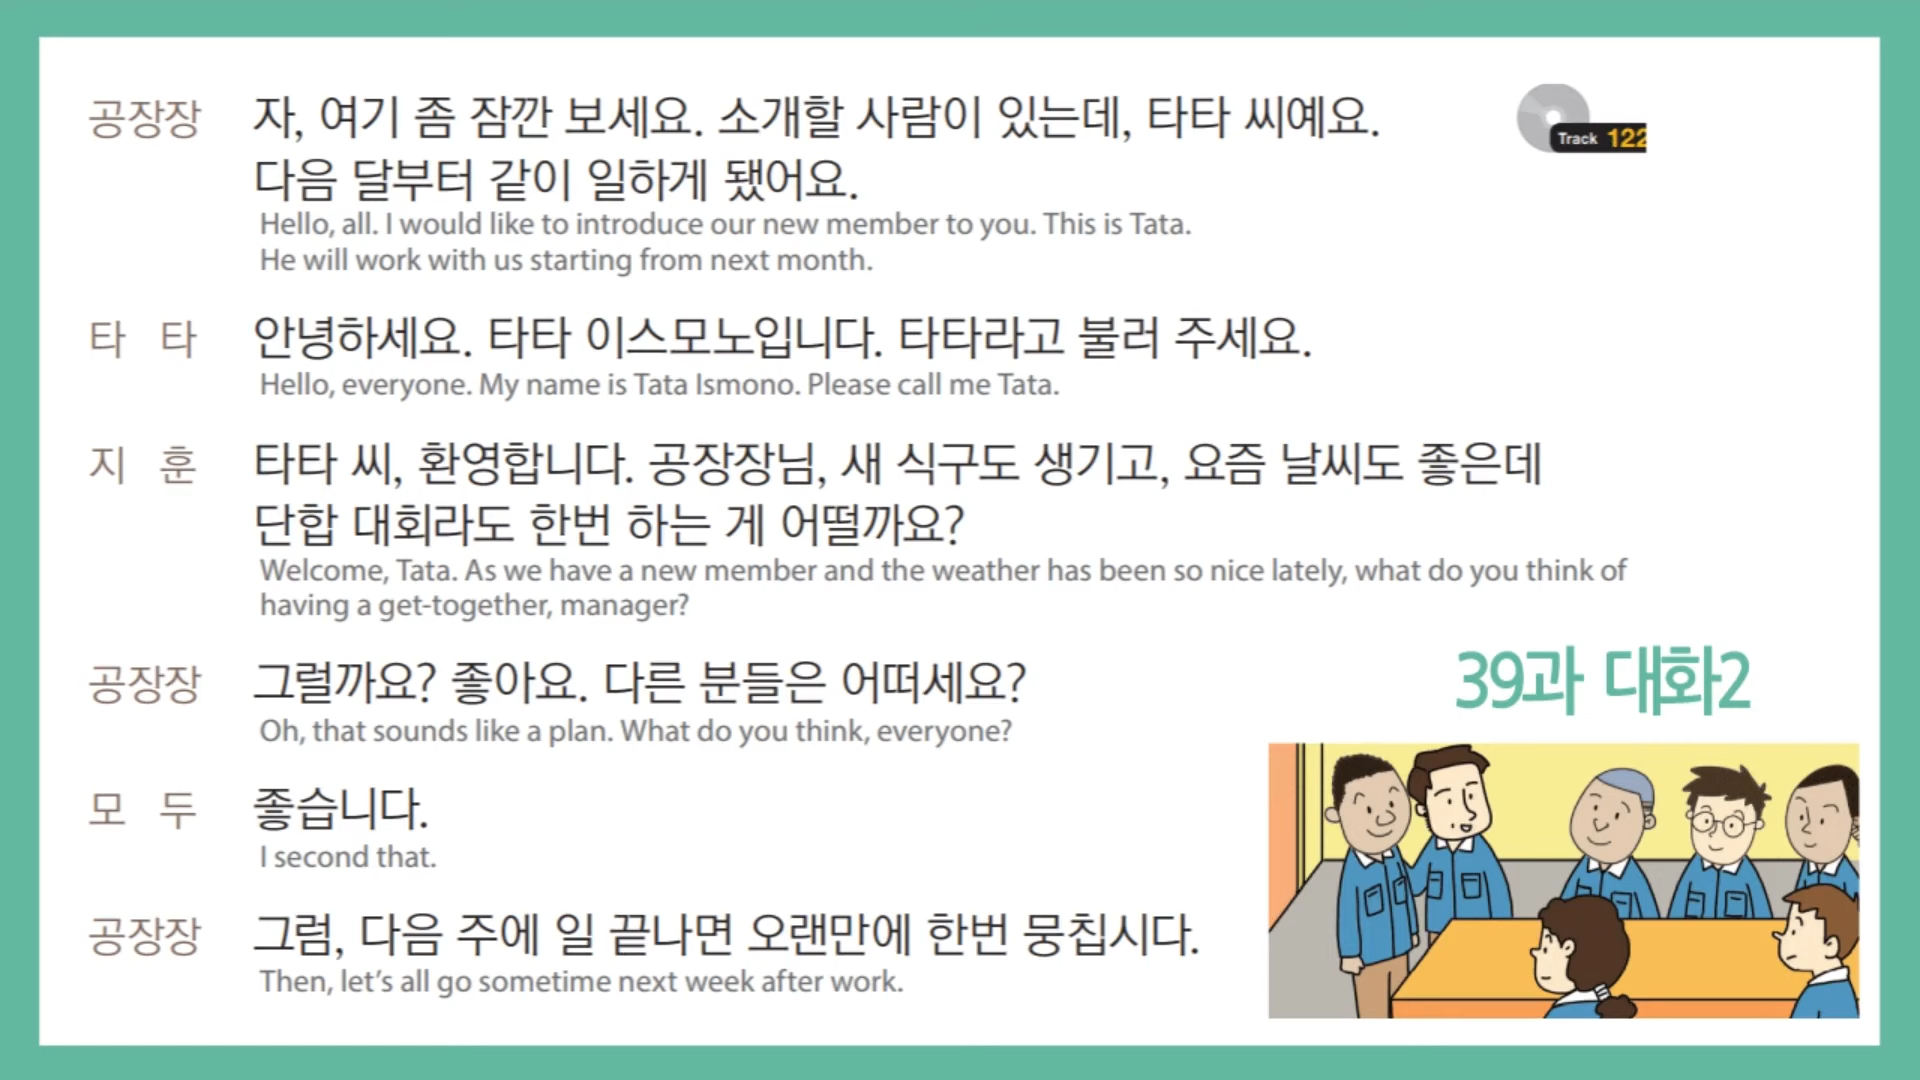 공장장 자, 여기 좀 잠깐 보세요. 소개할 사람이 있는데, 타타 씨예요.
다음 달부터 같이 일하게 됐어요.
Hello, all. I would like to introduce our new member to you. This is Tata.
He will work with us starting from next month.
Track 122
타 타 안녕하세요. 타타 이스모노입니다. 타타라고 불러 주세요.
Hello, everyone. My name is Tata Ismono. Please call me Tata.
지 훈 타타 씨, 환영합니다. 공장장님, 새 식구도 생기고, 요즘 날씨도 좋은데
단합 대회라도 한번 하는 게 어떨까요?
Welcome, Tata. As we have a new member and the weather has been so nice lately, what do you think of
having a get-together, manager?
공장장 그럴까요? 좋아요. 다른 분들은 어떠세요?
Oh, that sounds like a plan. What do you think, everyone?
39과 대화2
모 두 좋습니다.
I second that.
공장장 그럼, 다음 주에 일 끝나면 오랜만에 한번 뭉칩시다.
Then, let’s all go sometime next week after work.